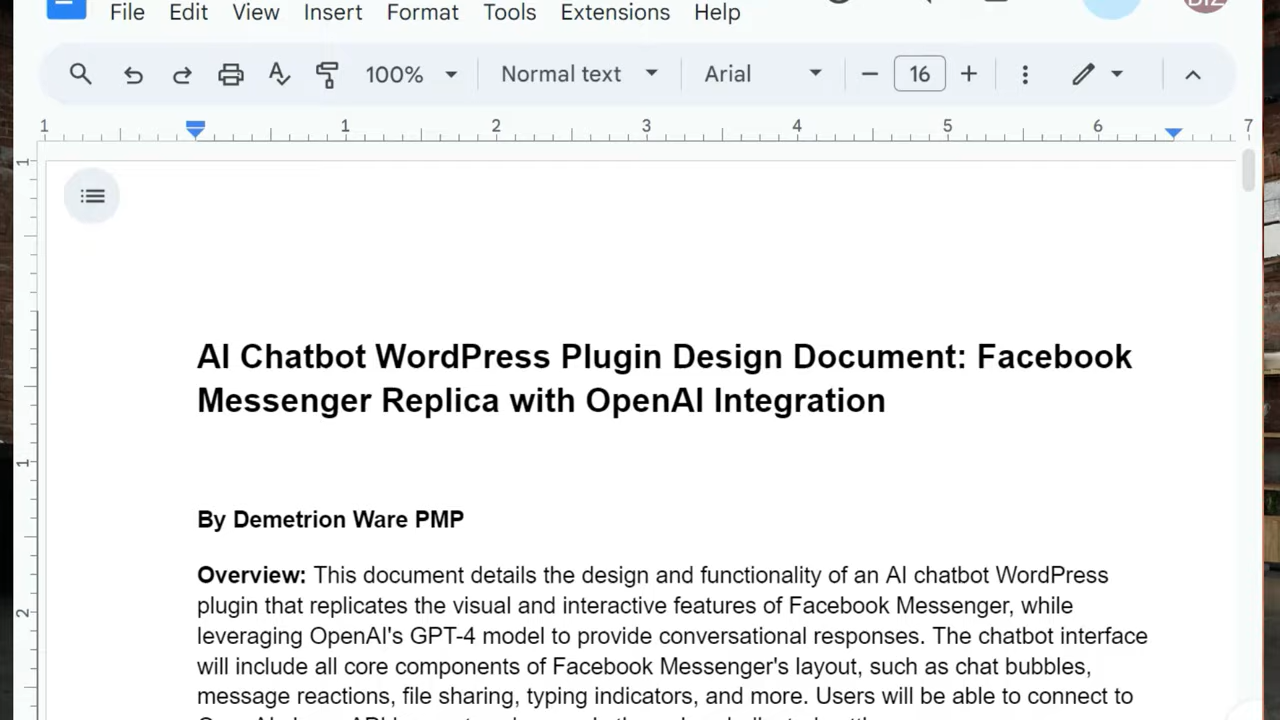 File Edit View Insert Format Tools Extensions Help
100% Normal text Arial 16
1 1 2 3 4 5 6 7
1
AI Chatbot WordPress Plugin Design Document: Facebook
Messenger Replica with OpenAI Integration
1
By Demetrion Ware PMP
Overview: This document details the design and functionality of an AI chatbot WordPress
plugin that replicates the visual and interactive features of Facebook Messenger, while
2
leveraging OpenAI's GPT-4 model to provide conversational responses. The chatbot interface
will include all core components of Facebook Messenger's layout, such as chat bubbles,
message reactions, file sharing, typing indicators, and more. Users will be able to connect to